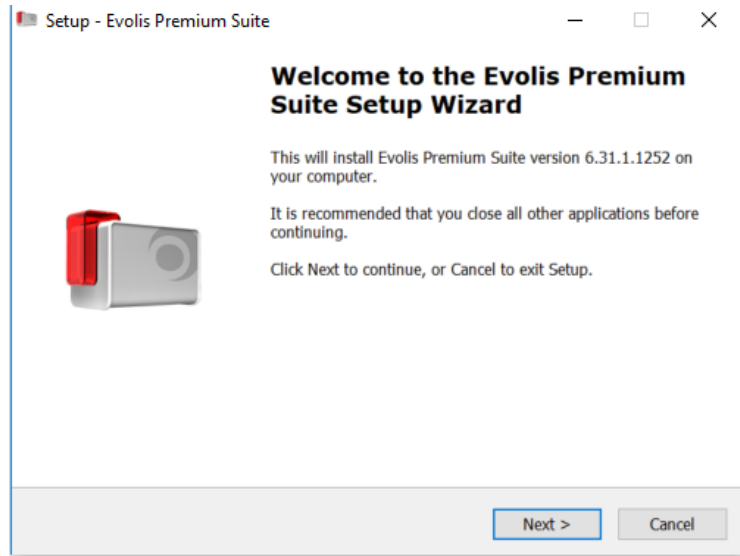 Setup - Evolis Premium Suite
Welcome to the Evolis Premium
Suite Setup Wizard
This will install Evolis Premium Suite version 6.31.1.1252 on
your computer.
It is recommended that you close all other applications before
continuing.
Click Next to continue, or Cancel to exit Setup.
Next >
Cancel